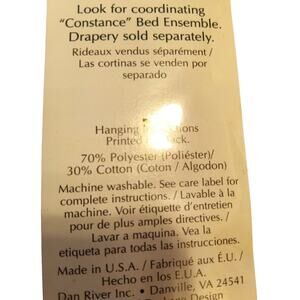 Look for coordinating
“Constance” Bed Ensemble.
Drapery sold separately.
Rideaux vendus séparément /
Las cortinas se venden por
separado
Hanging
Printed
70% Polyester (Poliéster)/
30% Cotton (Coton / Algodon)
Machine washable. See care label for
complete instructions. / Lavable à la
machine. Voir étiquette d'entretien
pour de plus amples directives. /
Lavar a maquina. Vea la
etiqueta para todas las instrucciones.
Made in U.S.A. / Fabriqué aux É.U. /
Hecho en los E.U.A.
Dan River Inc. • Danville, VA 24541
Design